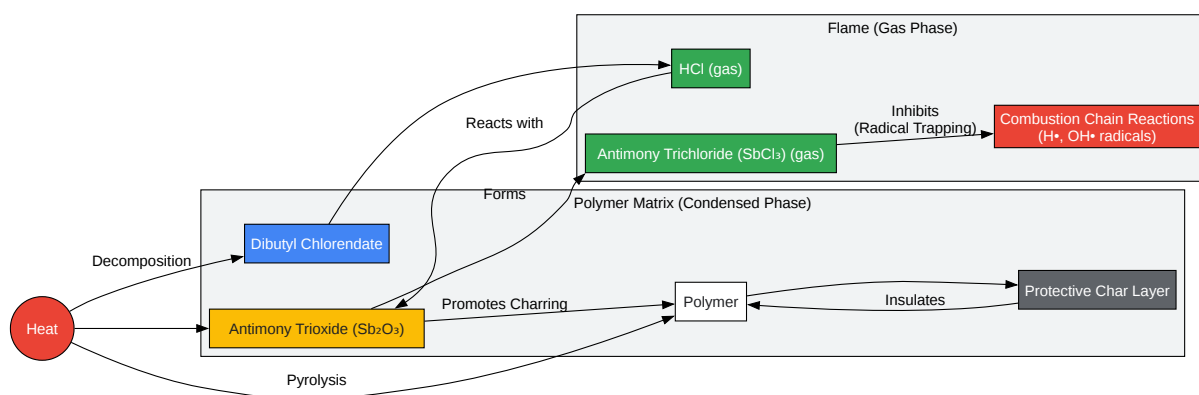 Flame (Gas Phase)
HCl (gas)
Reacts with
Inhibits
(Radical Trapping)
Combustion Chain Reactions
(H•, OH• radicals)
Antimony Trichloride (SbCl₃) (gas)
Forms
Polymer Matrix (Condensed Phase)
Dibutyl Chlorendate
Decomposition
Protective Char Layer
Promotes Charring
Polymer
Insulates
Heat
Antimony Trioxide (Sb₂O₃)
Pyrolysis